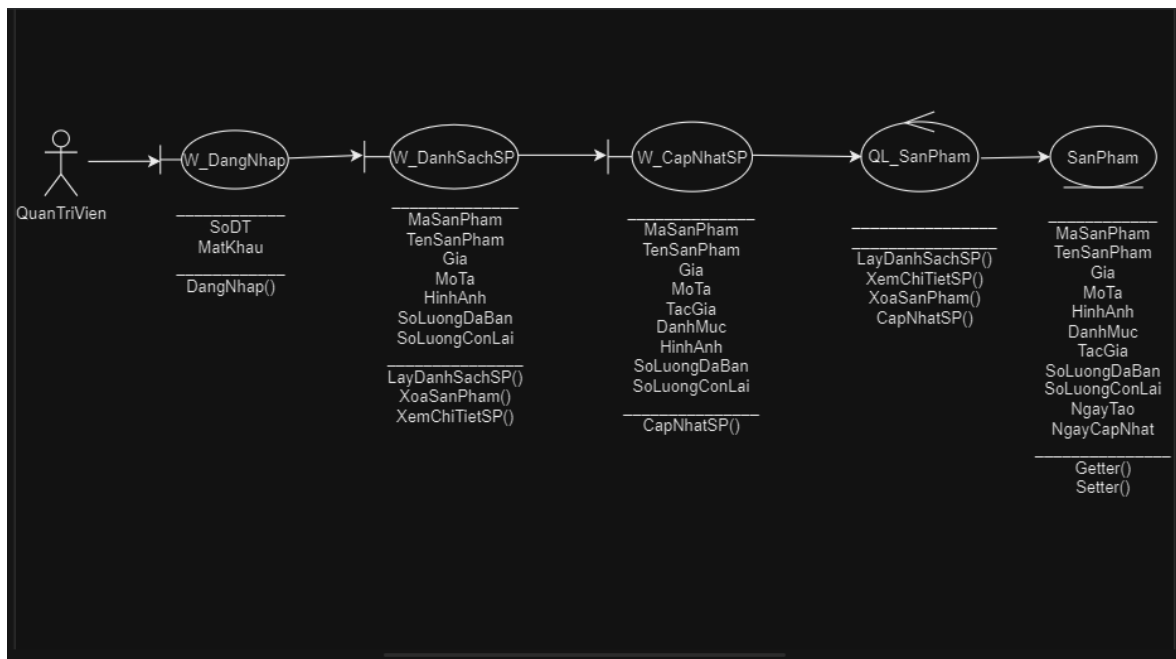 QuanTriVien
W_DangNhap
SoDT
MatKhau
DangNhap()
W_DanhSachSP
MaSanPham
TenSanPham
Gia
MoTa
HinhAnh
SoLuongDaBan
SoLuongConLai
LayDanhSachSP()
XoaSanPham()
XemChiTietSP()
W_CapNhatSP
MaSanPham
TenSanPham
Gia
MoTa
TacGia
DanhMuc
HinhAnh
SoLuongDaBan
SoLuongConLai
CapNhatSP()
QL_SanPham
LayDanhSachSP()
XemChiTietSP()
XoaSanPham()
CapNhatSP()
SanPham
MaSanPham
TenSanPham
Gia
MoTa
HinhAnh
DanhMuc
TacGia
SoLuongDaBan
SoLuongConLai
NgayTao
NgayCapNhat
Getter()
Setter()